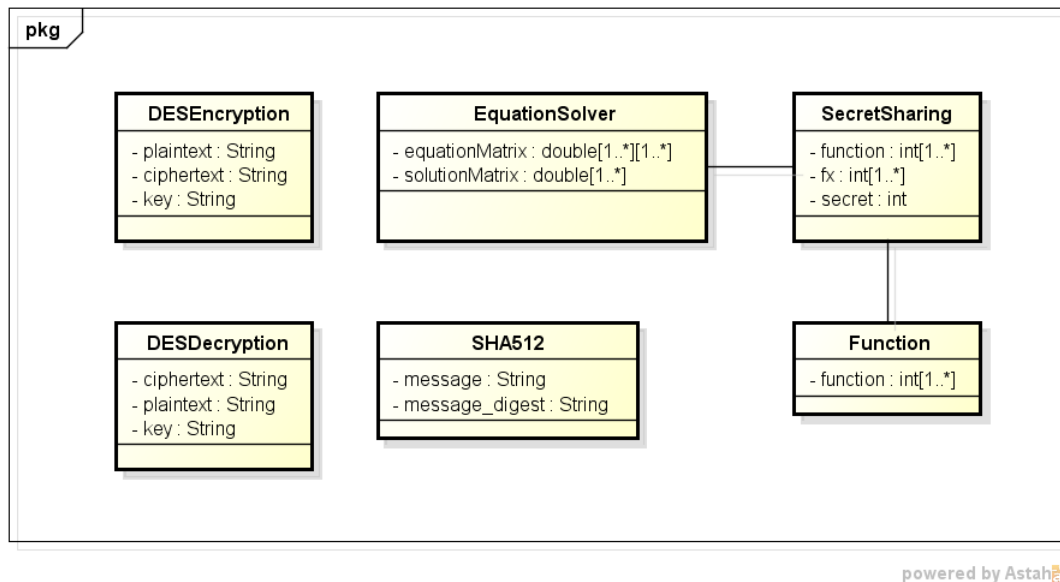 pkg
DESEncryption
- plaintext : String
- ciphertext : String
- key : String
EquationSolver
- equationMatrix : double[1..*][1..*]
- solutionMatrix : double[1..*]
SecretSharing
- function : int[1..*]
- fx : int[1..*]
- secret : int
DESDecryption
- ciphertext : String
- plaintext : String
- key : String
SHA512
- message : String
- message_digest : String
Function
- function : int[1..*]
powered by Astah